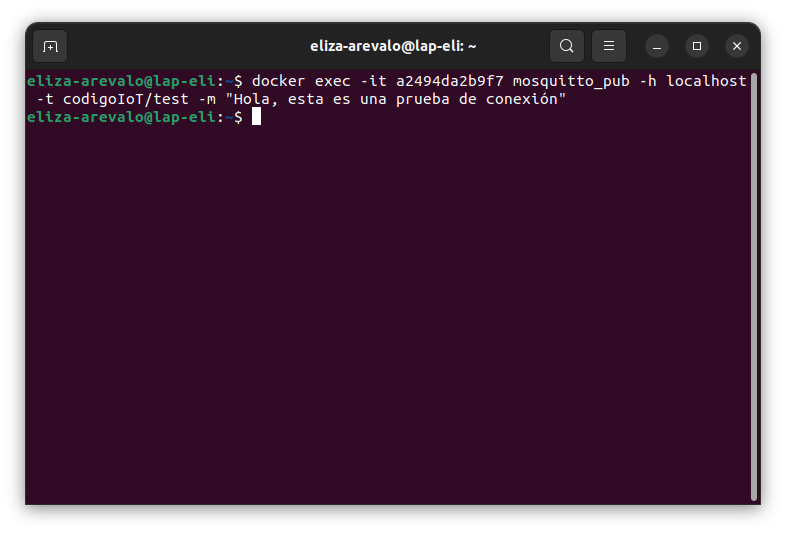 eliza-arevalo@lap-eli: ~
eliza-arevalo@lap-eli:~$ docker exec -it a2494da2b9f7 mosquitto_pub -h localhost
-t codigoIoT/test -m "Hola, esta es una prueba de conexión"
eliza-arevalo@lap-eli:~$